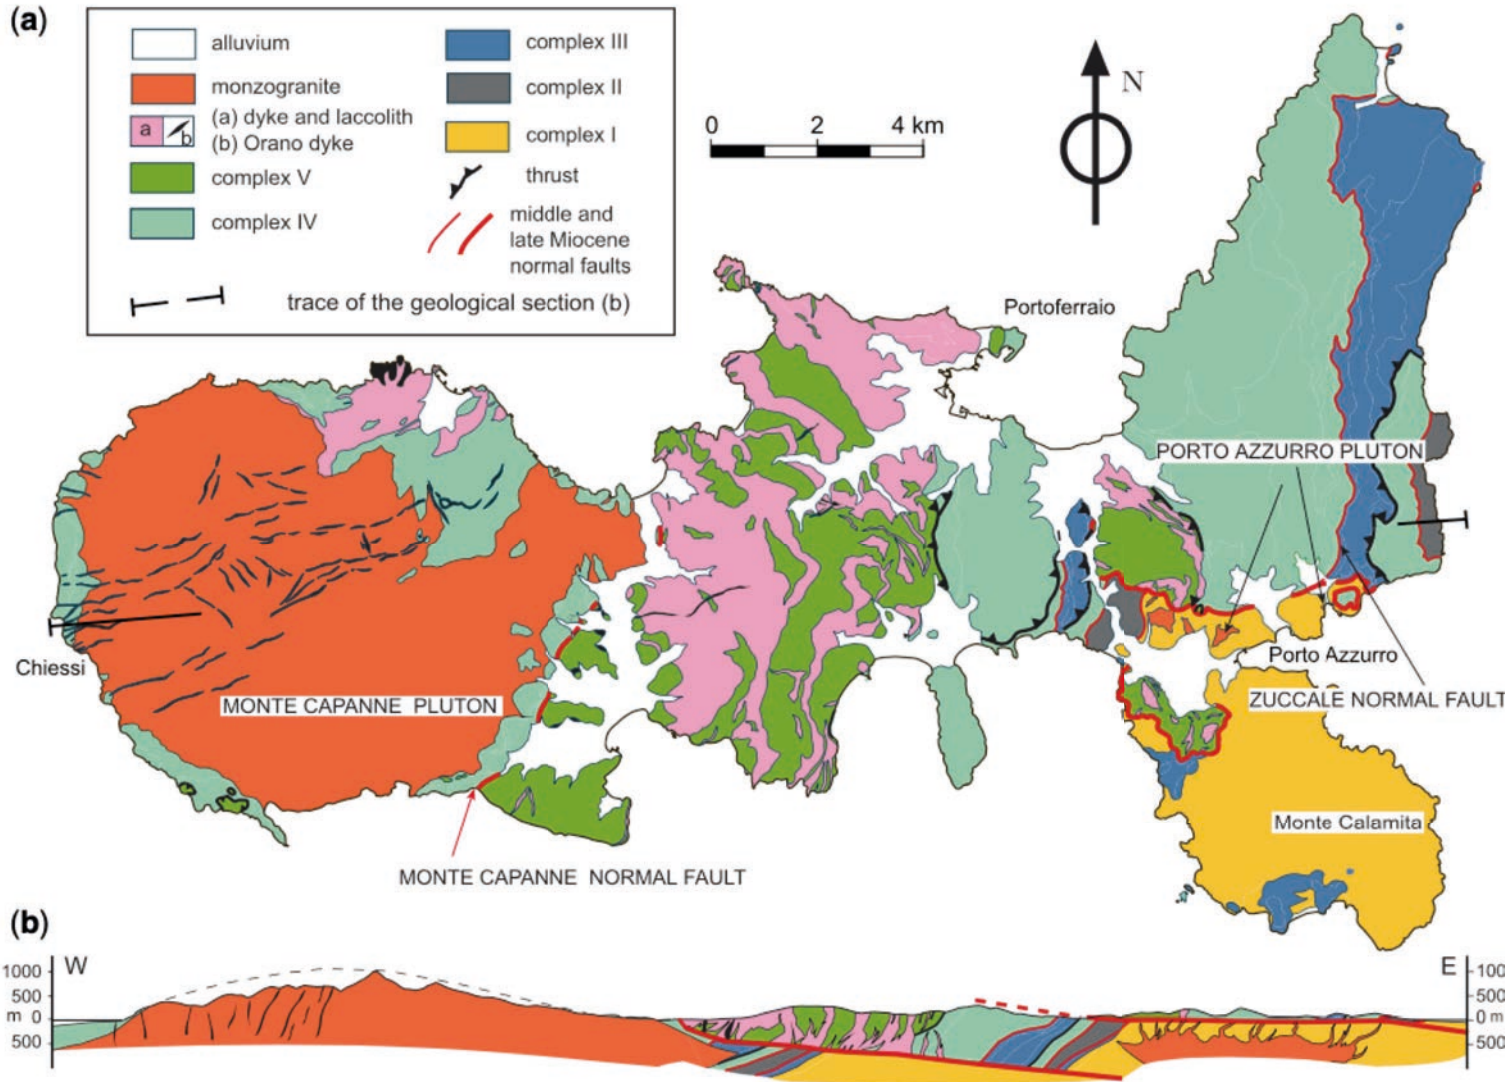 (a)
alluvium
monzogranite
a b (a) dyke and laccolith
(b) Orano dyke
complex V
complex IV
complex III
complex II
complex I
thrust
middle and
late Miocene
normal faults
trace of the geological section (b)
0 2 4 km
N
Portoferraio
PORTO AZZURRO PLUTON
Chiessi
MONTE CAPANNE PLUTON
Porto Azzurro
ZUCCALE NORMAL FAULT
Monte Calamita
MONTE CAPANNE NORMAL FAULT
(b)
W E
1000 100
500 500
m 0 0 m
500 500